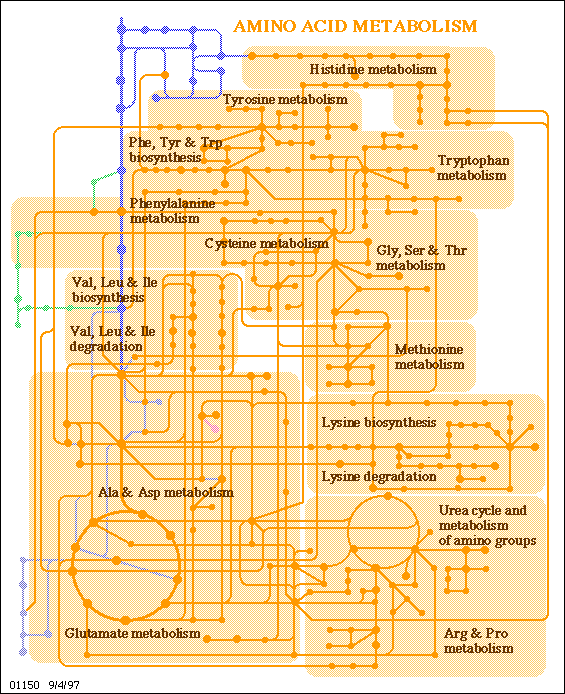 AMINO ACID METABOLISM
Histidine metabolism
Tyrosine metabolism
Phe, Tyr & Trp
biosynthesis
Tryptophan
metabolism
Phenylalanine
metabolism
Cysteine metabolism
Gly, Ser & Thr
metabolism
Val, Leu & Ile
biosynthesis
Val, Leu & Ile
degradation
Methionine
metabolism
Lysine biosynthesis
Lysine degradation
Ala & Asp metabolism
Urea cycle and
metabolism
of amino groups
Glutamate metabolism
Arg & Pro
metabolism
01150 9/4/97